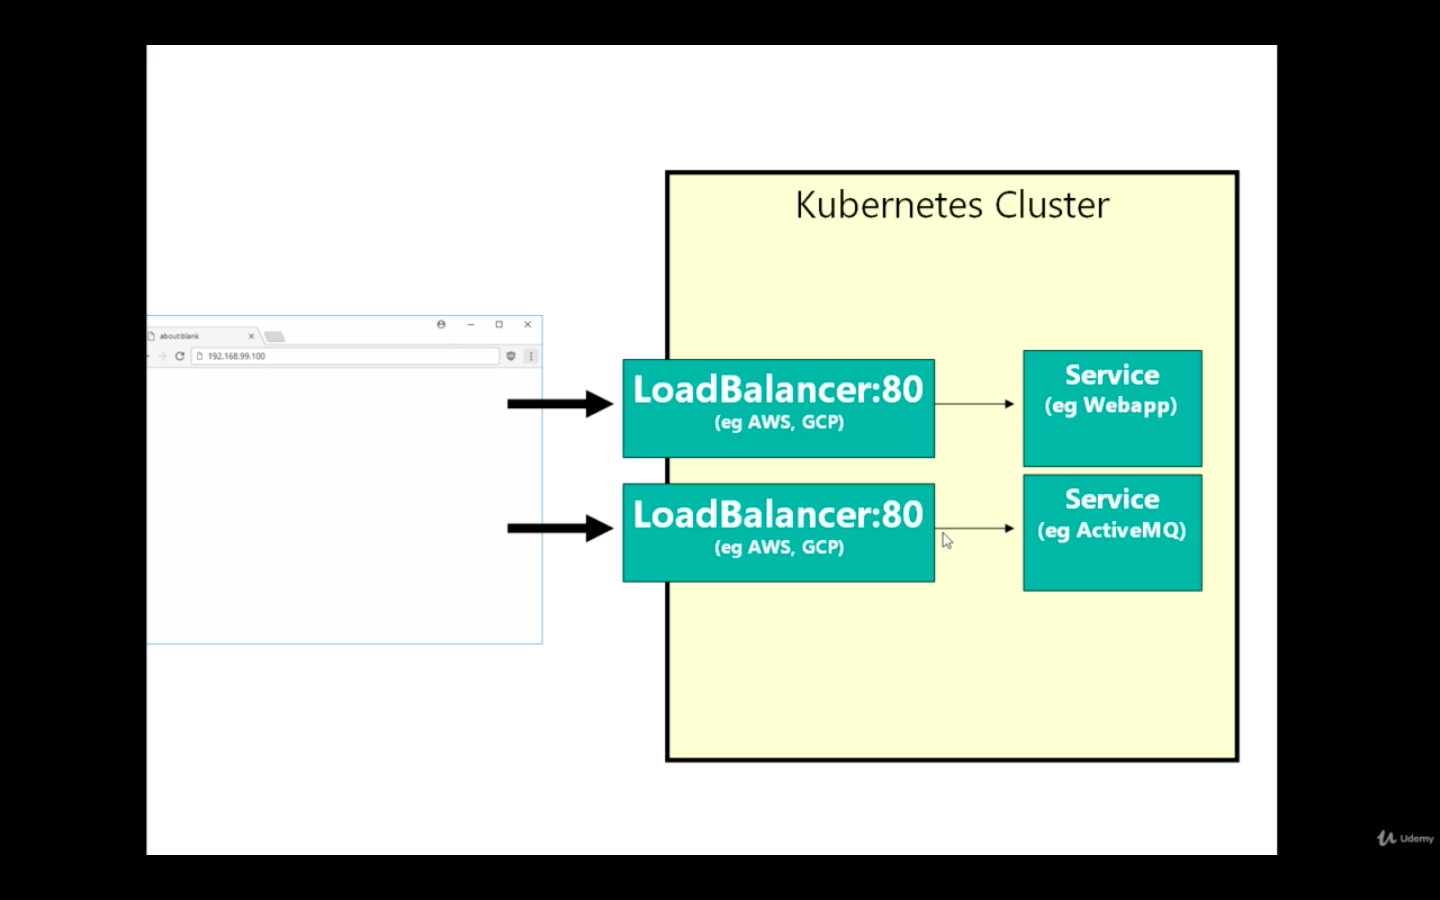 Kubernetes Cluster
about:blank
192.168.99.100
LoadBalancer:80
(eg AWS, GCP)
Service
(eg Webapp)
LoadBalancer:80
(eg AWS, GCP)
Service
(eg ActiveMQ)
Udemy